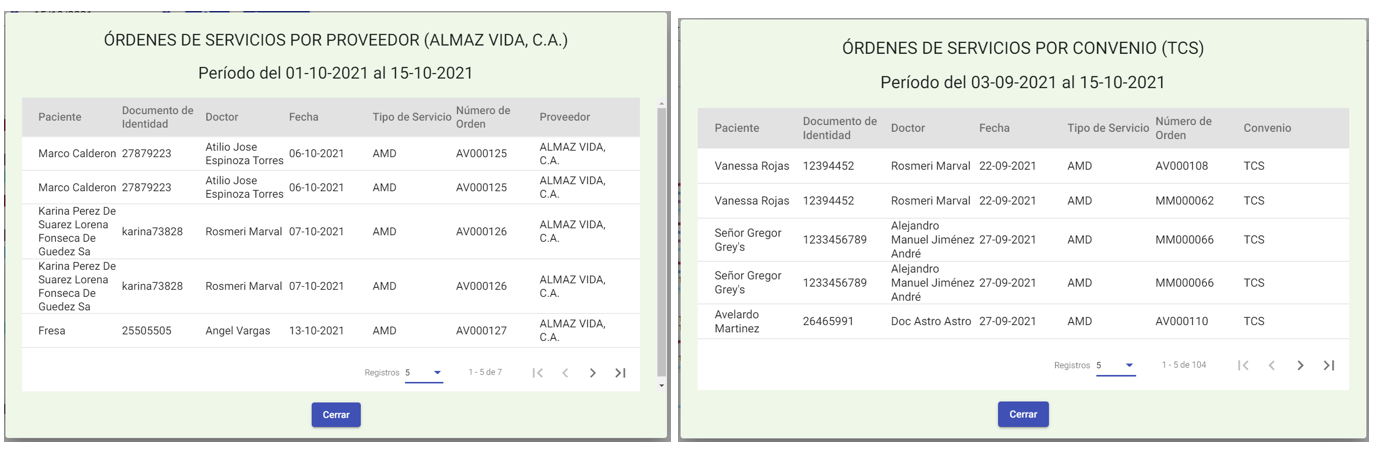 ÓRDENES DE SERVICIOS POR PROVEEDOR (ALMAZ VIDA, C.A.)
Período del 01-10-2021 al 15-10-2021
Paciente Documento de Identidad Doctor Fecha Tipo de Servicio Número de Orden Proveedor
Marco Calderon 27879223 Atilio Jose Espinoza Torres 06-10-2021 AMD AV000125 ALMAZ VIDA, C.A.
Marco Calderon 27879223 Atilio Jose Espinoza Torres 06-10-2021 AMD AV000125 ALMAZ VIDA, C.A.
Karina Perez De Suarez Lorena Fonseca De Guedez Sa karina73828 Rosmeri Marval 07-10-2021 AMD AV000126 ALMAZ VIDA, C.A.
Karina Perez De Suarez Lorena Fonseca De Guedez Sa karina73828 Rosmeri Marval 07-10-2021 AMD AV000126 ALMAZ VIDA, C.A.
Fresa 25505505 Angel Vargas 13-10-2021 AMD AV000127 ALMAZ VIDA, C.A.
Registros 5 1 - 5 de 7
Cerrar
ÓRDENES DE SERVICIOS POR CONVENIO (TCS)
Período del 03-09-2021 al 15-10-2021
Paciente Documento de Identidad Doctor Fecha Tipo de Servicio Número de Orden Convenio
Vanessa Rojas 12394452 Rosmeri Marval 22-09-2021 AMD AV000108 TCS
Vanessa Rojas 12394452 Rosmeri Marval 22-09-2021 AMD MM000062 TCS
Señor Gregor Grey's 1233456789 Alejandro Manuel Jiménez André 27-09-2021 AMD MM000066 TCS
Señor Gregor Grey's 1233456789 Alejandro Manuel Jiménez André 27-09-2021 AMD MM000066 TCS
Avelardo Martinez 26465991 Doc Astro Astro 27-09-2021 AMD AV000110 TCS
Registros 5 1 - 5 de 104
Cerrar